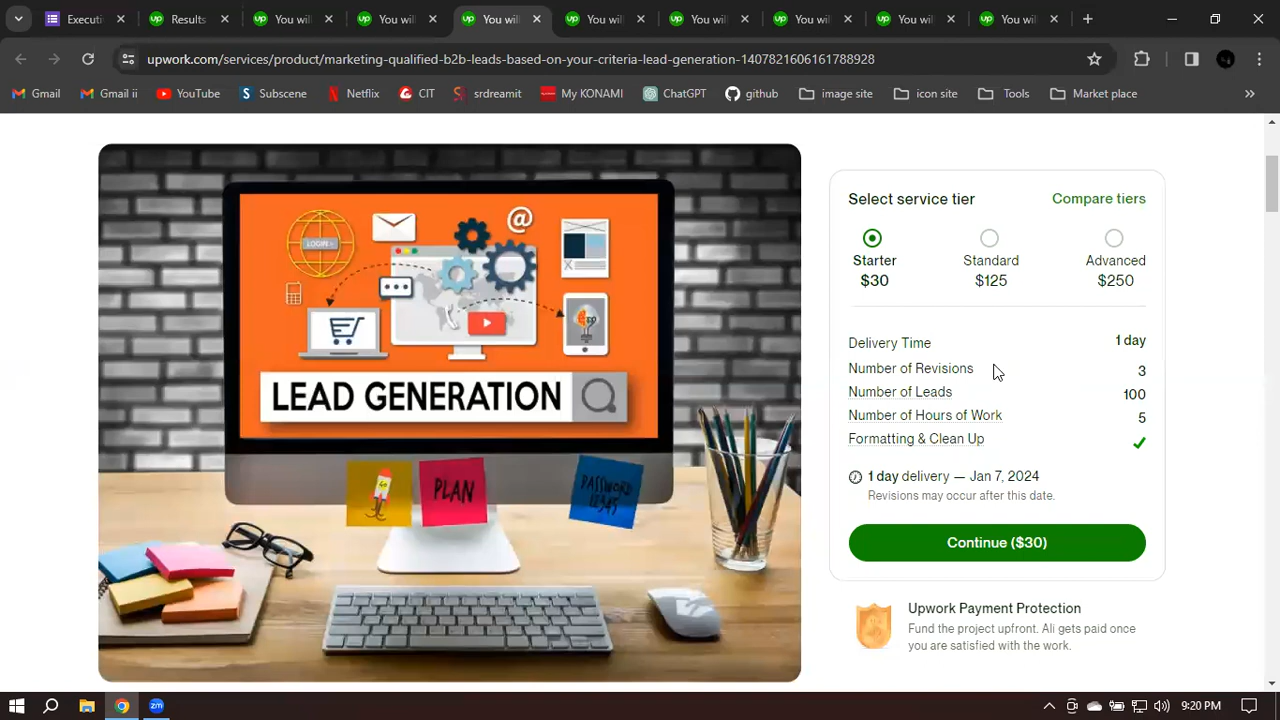 Executi
Results
You wil
You wil
You wil
You wil
You wil
You wil
You wil
You wil
upwork.com/services/product/marketing-qualified-b2b-leads-based-on-your-criteria-lead-generation-1407821606161788928
Gmail
Gmail ii
YouTube
Subscene
Netflix
CIT
srdreamit
My KONAMI
ChatGPT
github
image site
icon site
Tools
Market place
LOGIN
@
LEAD GENERATION
PLAN
PASSWORD
12345
Select service tier
Compare tiers
Starter
Standard
Advanced
$30
$125
$250
Delivery Time
1 day
Number of Revisions
3
Number of Leads
100
Number of Hours of Work
5
Formatting & Clean Up
1 day delivery — Jan 7, 2024
Revisions may occur after this date.
Continue ($30)
Upwork Payment Protection
Fund the project upfront. Ali gets paid once
you are satisfied with the work.
9:20 PM